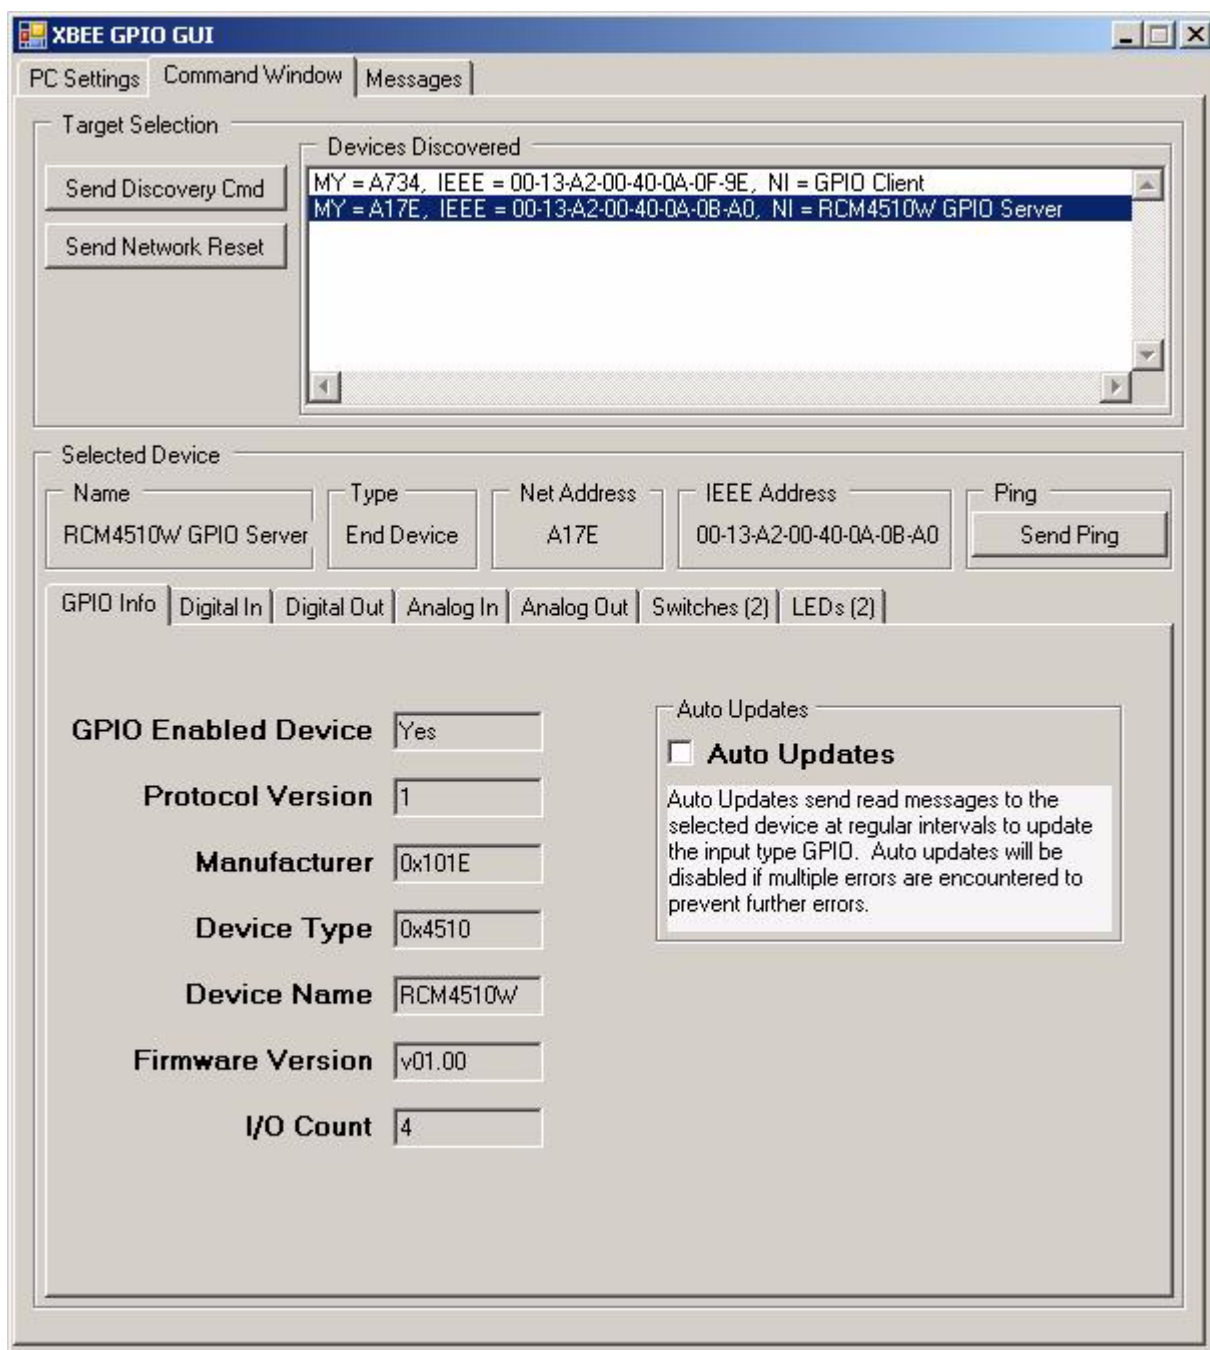 XBEE GPIO GUI
PC Settings Command Window Messages
Target Selection
Devices Discovered
Send Discovery Cmd
MY = A734, IEEE = 00-13-A2-00-40-0A-0F-9E, NI = GPIO Client
MY = A17E, IEEE = 00-13-A2-00-40-0A-0B-A0, NI = RCM4510W GPIO Server
Send Network Reset
Selected Device
Name Type Net Address IEEE Address Ping
RCM4510W GPIO Server End Device A17E 00-13-A2-00-40-0A-0B-A0 Send Ping
GPIO Info Digital In Digital Out Analog In Analog Out Switches (2) LEDs (2)
GPIO Enabled Device Yes
Protocol Version 1
Manufacturer 0x101E
Device Type 0x4510
Device Name RCM4510W
Firmware Version v01.00
I/O Count 4
Auto Updates
Auto Updates
Auto Updates send read messages to the
selected device at regular intervals to update
the input type GPIO. Auto updates will be
disabled if multiple errors are encountered to
prevent further errors.